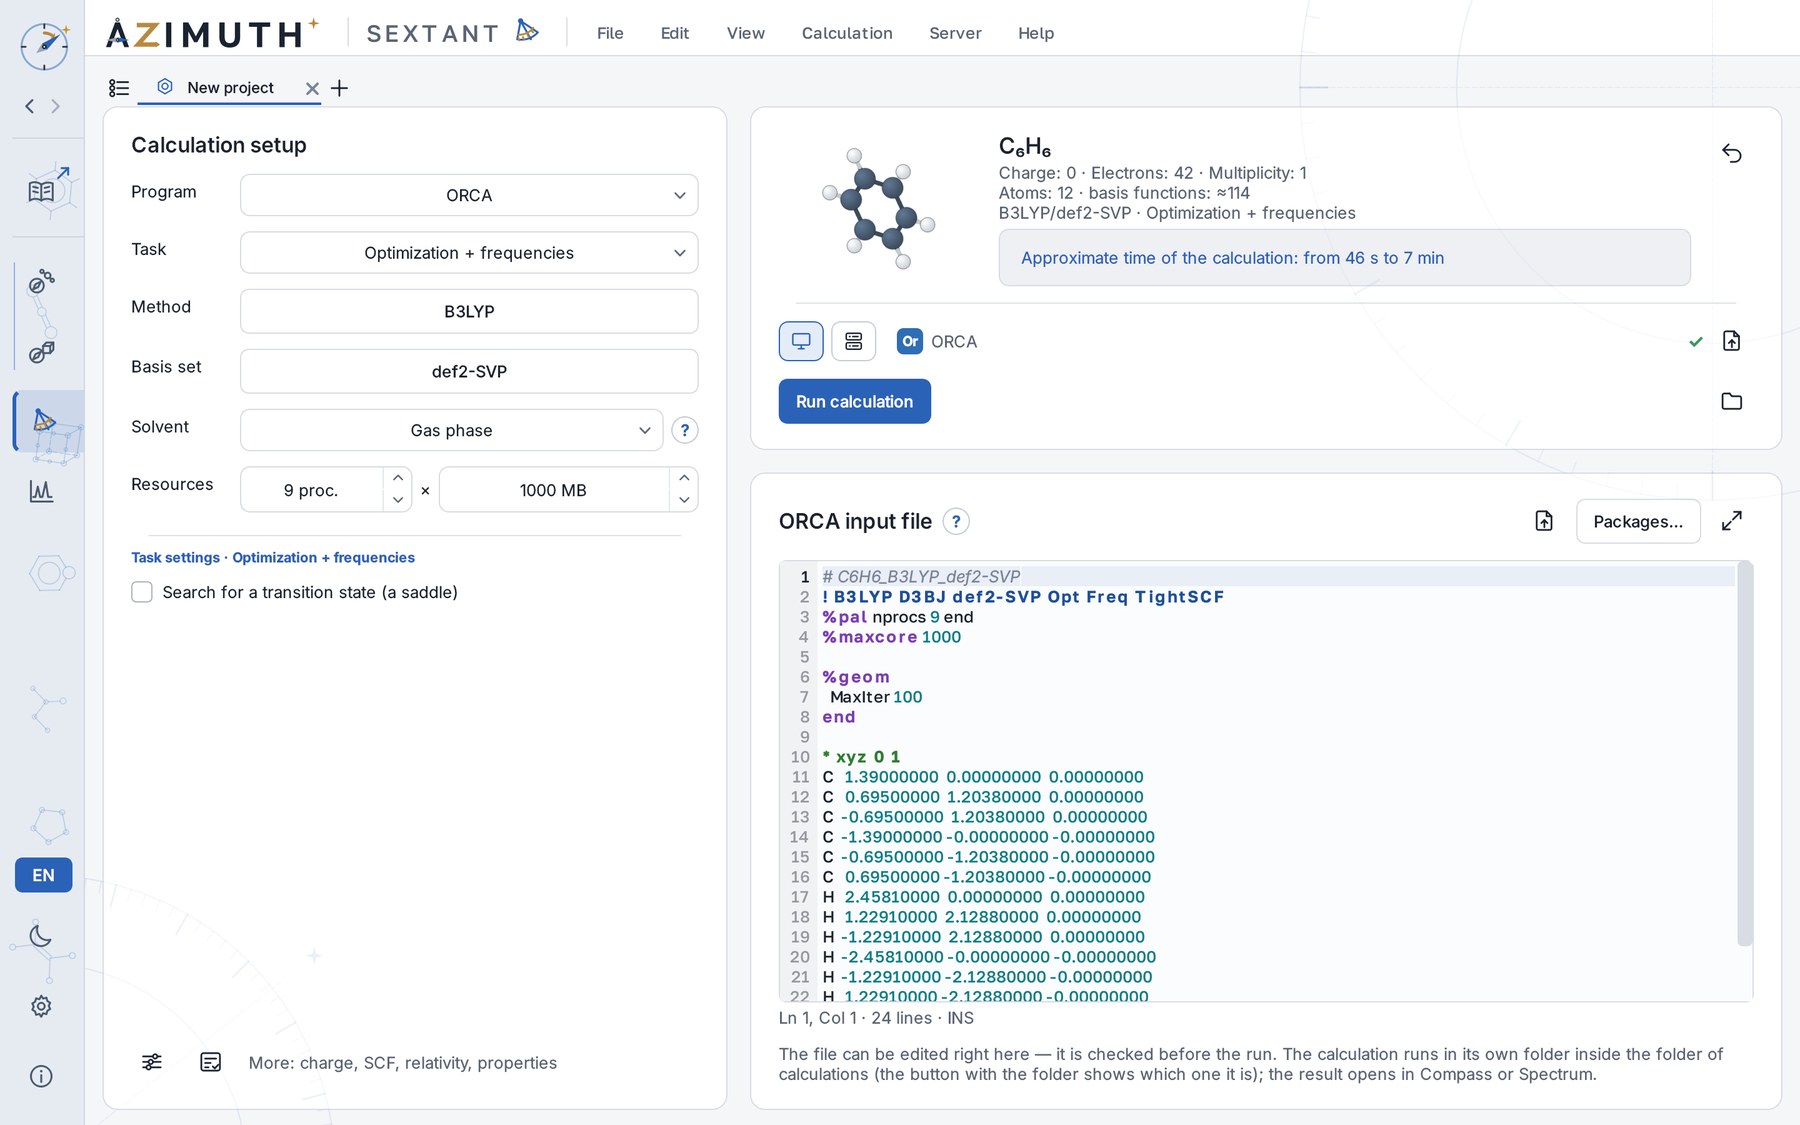 AZIMUTH
SEXTANT
File
Edit
View
Calculation
Server
Help
New project
Calculation setup
Program
ORCA
Task
Optimization + frequencies
Method
B3LYP
Basis set
def2-SVP
Solvent
Gas phase
?
Resources
9 proc.
×
1000 MB
Task settings · Optimization + frequencies
Search for a transition state (a saddle)
More: charge, SCF, relativity, properties
EN
C₆H₆
Charge: 0 · Electrons: 42 · Multiplicity: 1
Atoms: 12 · basis functions: ≈114
B3LYP/def2-SVP · Optimization + frequencies
Approximate time of the calculation: from 46 s to 7 min
Or ORCA
Run calculation
ORCA input file
?
Packages...
1 # C6H6_B3LYP_def2-SVP
2 ! B3LYP D3BJ def2-SVP Opt Freq TightSCF
3 %pal nprocs 9 end
4 %maxcore 1000
5
6 %geom
7 MaxIter 100
8 end
9
10 * xyz 0 1
11 C 1.39000000 0.00000000 0.00000000
12 C 0.69500000 1.20380000 0.00000000
13 C -0.69500000 1.20380000 0.00000000
14 C -1.39000000 -0.00000000 -0.00000000
15 C -0.69500000 -1.20380000 -0.00000000
16 C 0.69500000 -1.20380000 -0.00000000
17 H 2.45810000 0.00000000 0.00000000
18 H 1.22910000 2.12880000 0.00000000
19 H -1.22910000 2.12880000 0.00000000
20 H -2.45810000 -0.00000000 -0.00000000
21 H -1.22910000 -2.12880000 -0.00000000
22 H 1.22910000 -2.12880000 -0.00000000
Ln 1, Col 1 · 24 lines · INS
The file can be edited right here — it is checked before the run. The calculation runs in its own folder inside the folder of
calculations (the button with the folder shows which one it is); the result opens in Compass or Spectrum.